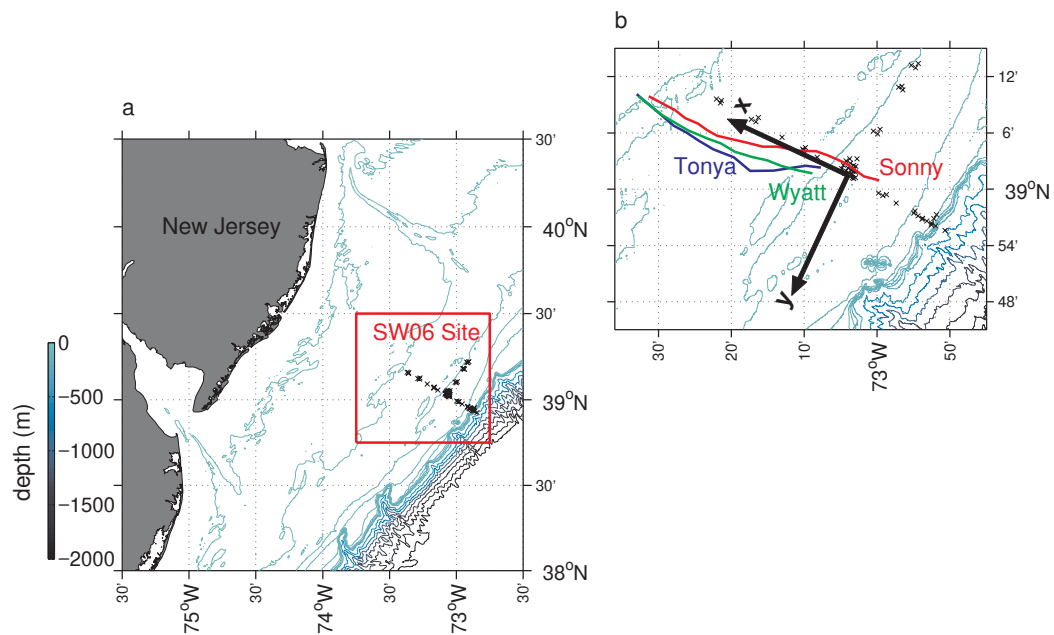 a
New Jersey
SW06 Site
30'
40°N
30'
39°N
30'
38°N
30'
75°W
30'
74°W
30'
73°W
30'
depth (m)
0
−500
−1000
−1500
−2000
b
x
y
Tonya
Wyatt
Sonny
12'
6'
39°N
54'
48'
30'
20'
10'
73°W
50'